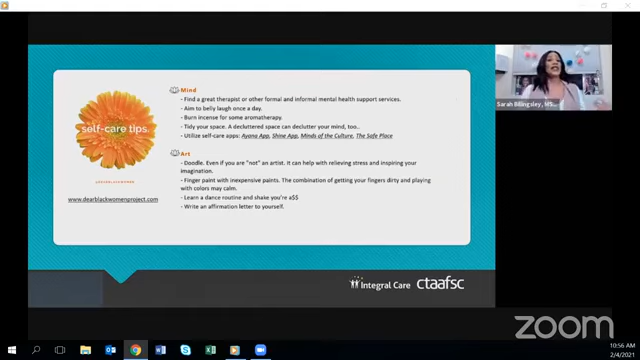 self-care tips.
#DEARBLACKWOMEN
www.dearblackwomenproject.com
Mind
- Find a great therapist or other formal and informal mental health support services.
- Aim to belly laugh once a day.
- Burn incense for some aromatherapy.
- Tidy your space. A decluttered space can declutter your mind, too..
- Utilize self-care apps: Ayana App, Shine App, Minds of the Culture, The Safe Place
Art
- Doodle. Even if you are "not" an artist. It can help with relieving stress and inspiring your
imagination.
- Finger paint with inexpensive paints. The combination of getting your fingers dirty and playing
with colors may calm.
- Learn a dance routine and shake you're a$$
- Write an affirmation letter to yourself.
Integral Care
ctaafsc
Sarah Billingsley, MS...
zoom
10:56 AM
2/4/2021